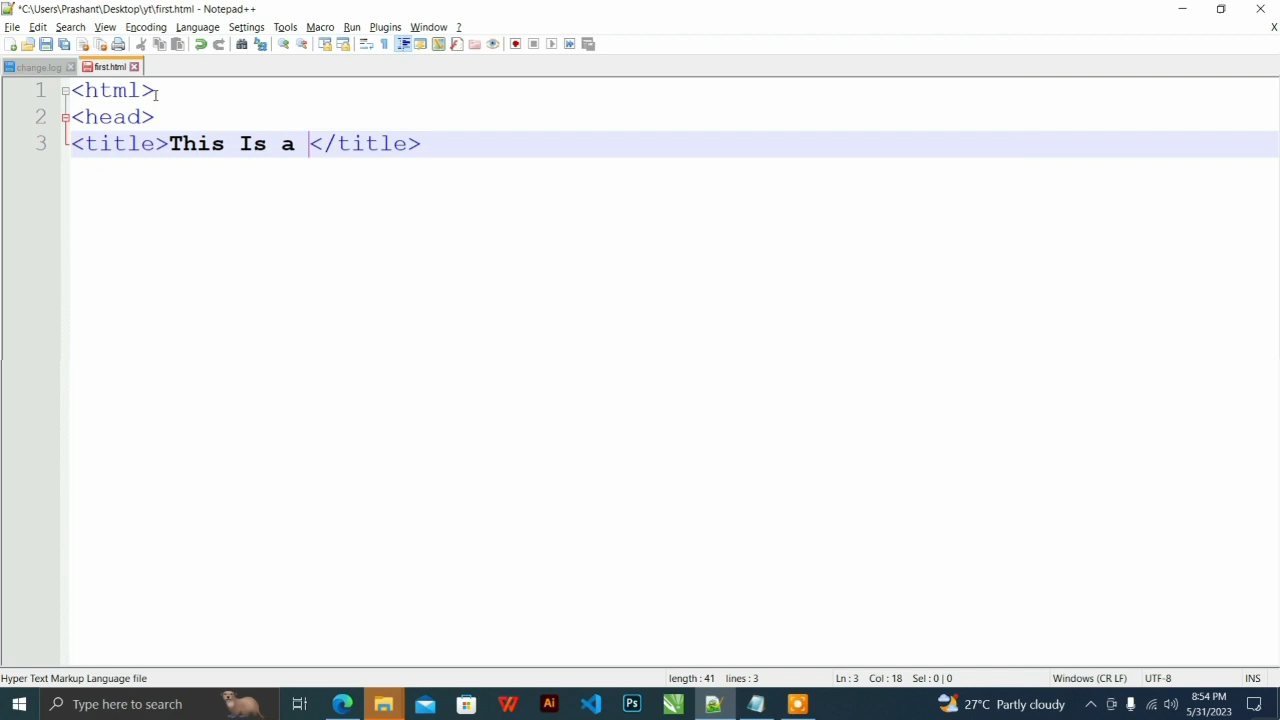 *C:\Users\Prashant\Desktop\yt\first.html - Notepad++
File Edit Search View Encoding Language Settings Tools Macro Run Plugins Window ? X
change.log first.html
1 <html>
2 <head>
3 <title>This Is a </title>
Hyper Text Markup Language file length : 41 lines : 3 Ln : 3 Col : 18 Sel : 0 | 0 Windows (CR LF) UTF-8 INS
Type here to search 27°C Partly cloudy 8:54 PM
5/31/2023